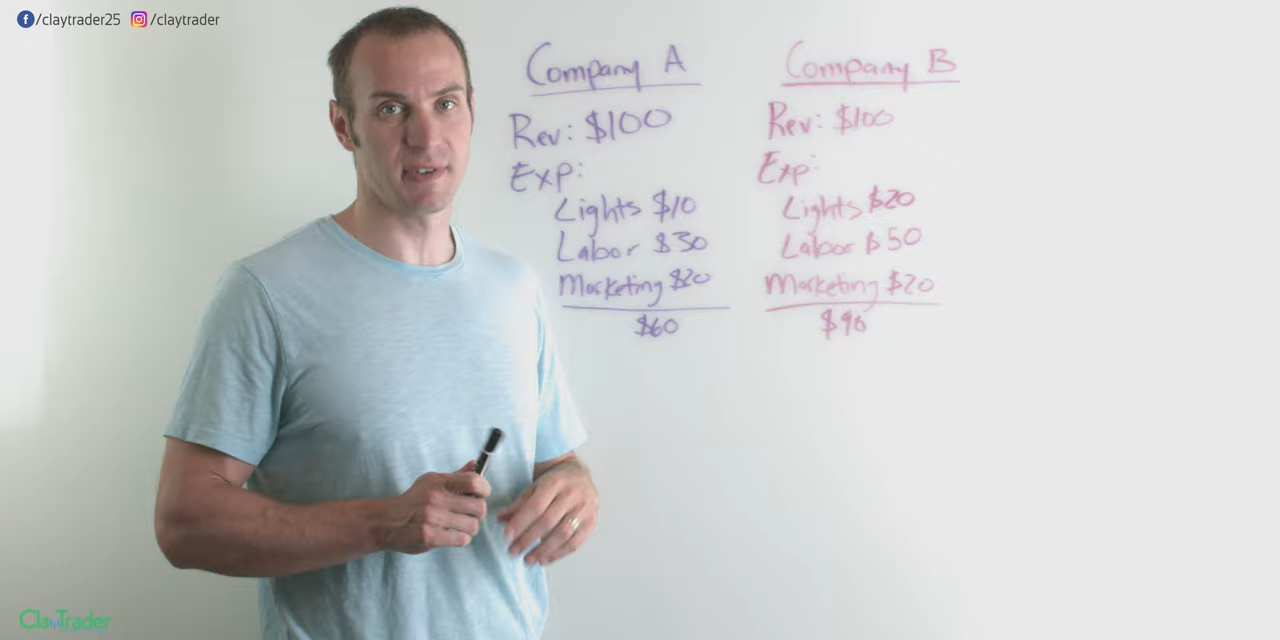 /claytrader25 /claytrader
Company A
Rev: $100
Exp:
Lights $10
Labor $30
Marketing $20
$60
Company B
Rev: $100
Exp:
Lights $20
Labor $50
Marketing $20
$90
ClayTrader